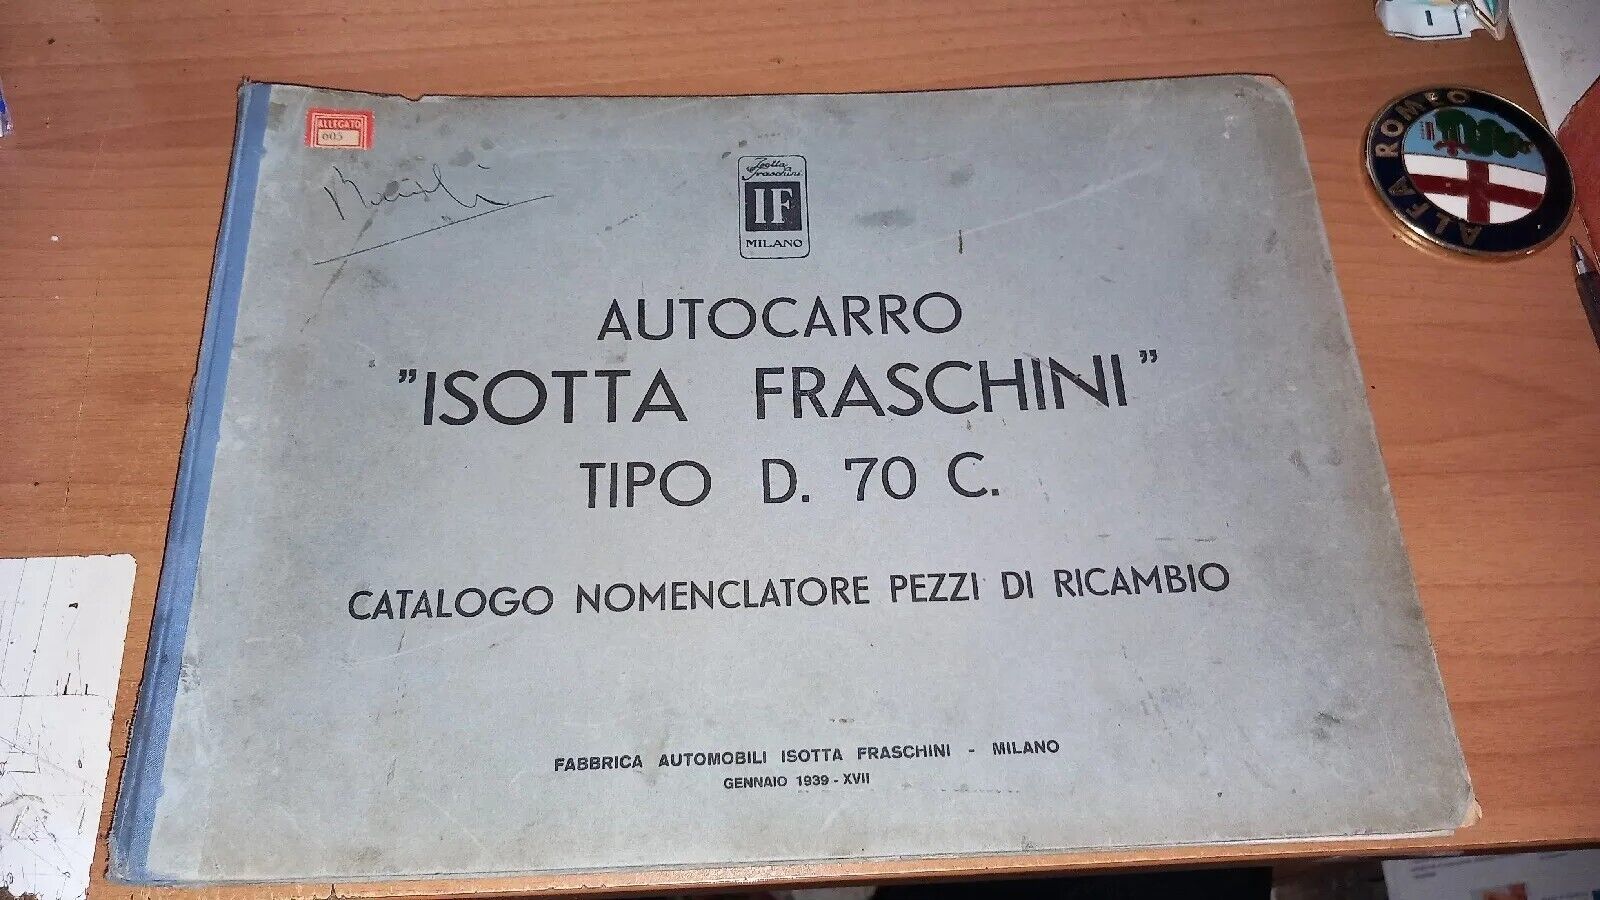 ALLEGATO
605
Isotta
Fraschini
IF
MILANO
AUTOCARRO
"ISOTTA FRASCHINI"
TIPO D. 70 C.
CATALOGO NOMENCLATORE PEZZI DI RICAMBIO
FABBRICA AUTOMOBILI ISOTTA FRASCHINI - MILANO
GENNAIO 1939 - XVII
ALFA ROMEO